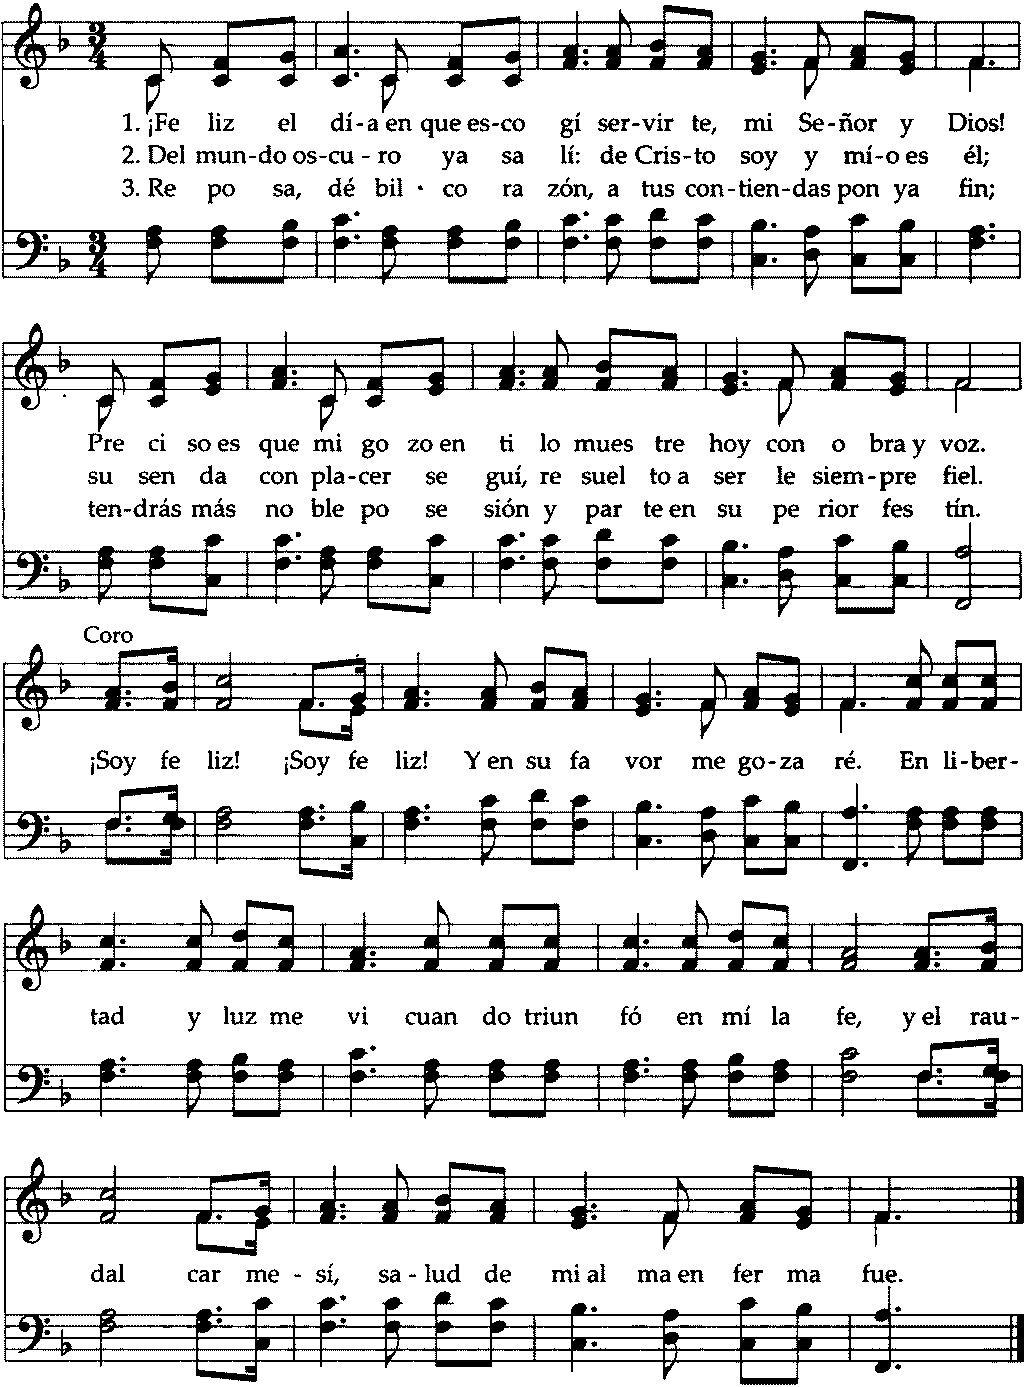 3/4
1. ¡Fe liz el dí-a en que es-co gí ser-vir te, mi Se-ñor y Dios!
2. Del mun-do os-cu-ro ya sa lí: de Cris-to soy y mí-o es él;
3. Re po sa, dé bil · co ra zón, a tus con-tien-das pon ya fin;
3/4
Pre ci so es que mi go zo en ti lo mues tre hoy con o bra y voz.
su sen da con pla-cer se guí, re suel to a ser le siem-pre fiel.
ten-drás más no ble po se sión y par te en su pe rior fes tín.
Coro
¡Soy fe liz! ¡Soy fe liz! Y en su fa vor me go-za ré. En li-ber-
tad y luz me vi cuan do triun fó en mí la fe, y el rau-
dal car me-sí, sa-lud de mi al ma en fer ma fue.